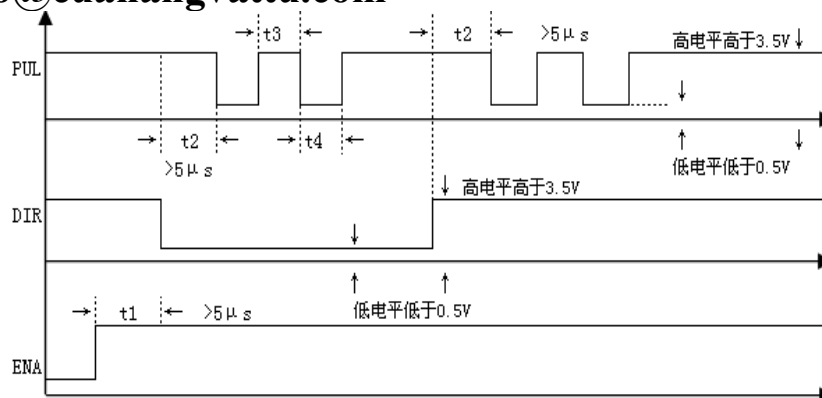 t3 t2 >5μs 高电平高于3.5V
PUL
t2 t4
>5μs 低电平低于0.5V
高电平高于3.5V
DIR
t1 >5μs 低电平低于0.5V
ENA